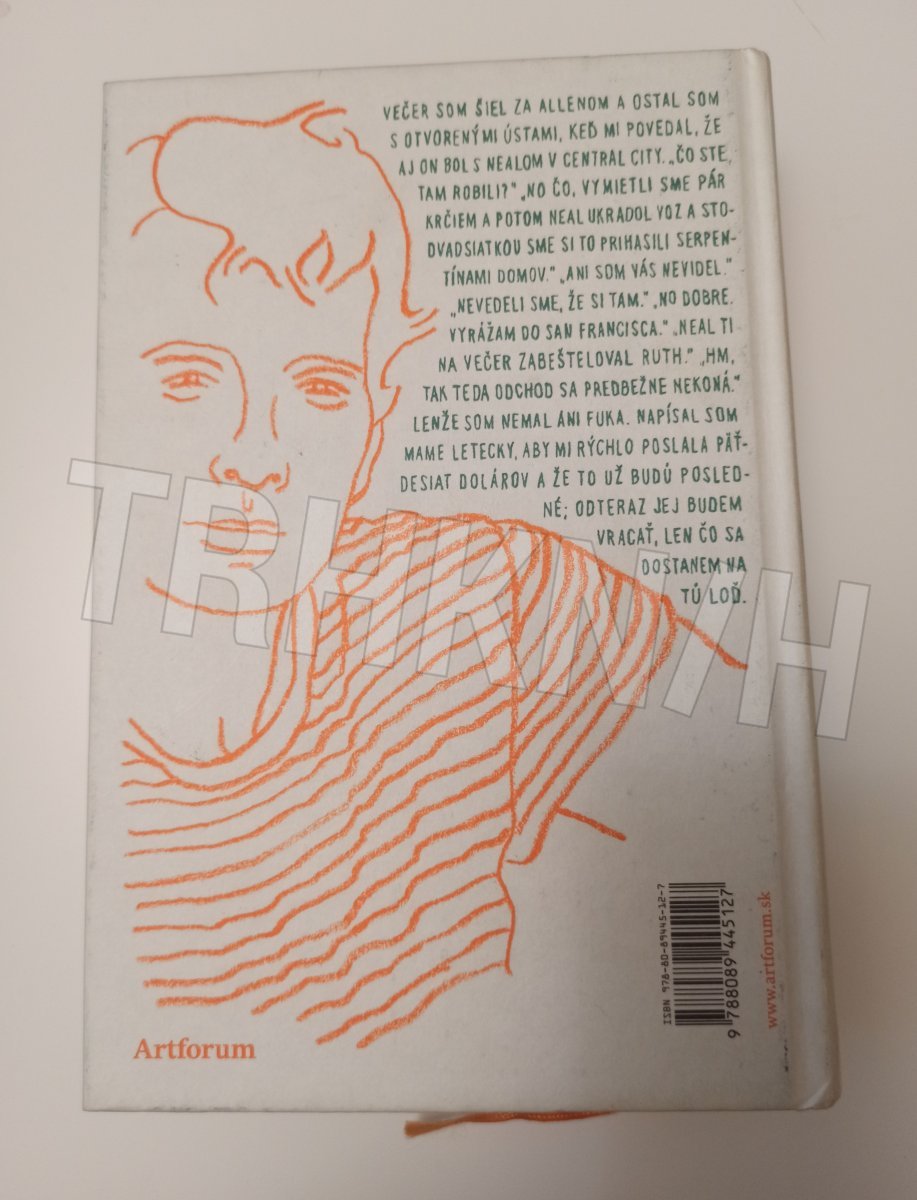 VEČER SOM ŠIEL ZA ALLENOM A OSTAL SOM
S OTVORENÝMI ÚSTAMI, KEĎ MI POVEDAL, ŽE
AJ ON BOL S NEALOM V CENTRAL CITY. „ČO STE
TAM ROBILI?" „NO ČO, VYMIETLI SME PÁR
KRČIEM A POTOM NEAL UKRADOL VOZ A STO-
DVADSIATKOU SME SI TO PRIHASILI SERPEN-
TÍNAMI DOMOV." „ANI SOM VÁS NEVIDEL."
„NEVEDELI SME, ŽE SI TAM." „NO DOBRE.
VYRÁŽAM DO SAN FRANCISCA." „NEAL TI
NA VEČER ZABEŠTELOVAL RUTH." „HM,
TAK TEDA ODCHOD SA PREDBEŽNE NEKONÁ."
LENŽE SOM NEMAL ANI FUKA. NAPÍSAL SOM
MAME LETECKY, ABY MI RÝCHLO POSLALA PÄŤ-
DESIAT DOLÁROV A ŽE TO UŽ BUDÚ POSLED-
NÉ; ODTERAZ JEJ BUDEM
VRACAŤ, LEN ČO SA
DOSTANEM NA
TÚ LOĎ.
TRHKNIH
ISBN 978-80-89445-12-7
9 788089 445127
www.artforum.sk
Artforum